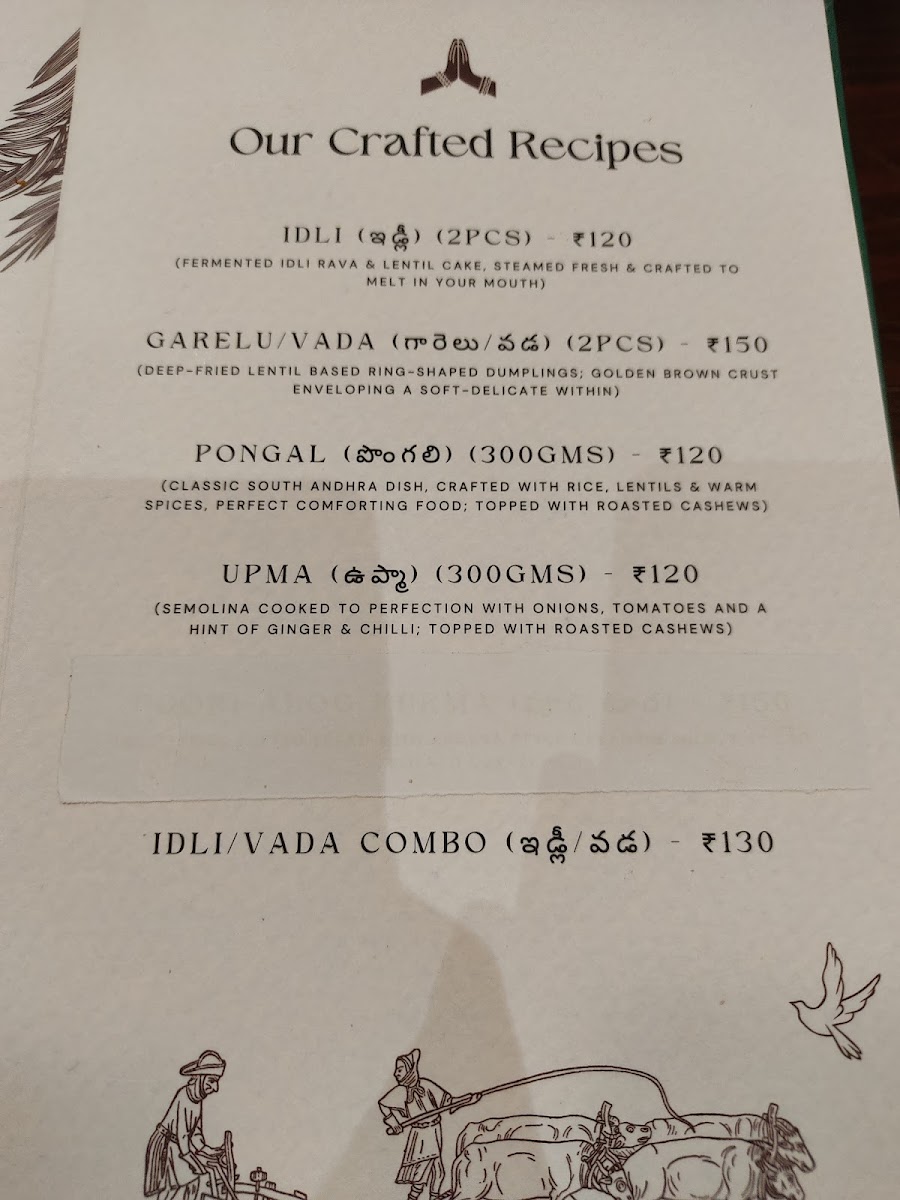 Our Crafted Recipes
IDLI (ఇడ్లీ) (2PCS) - ₹120
(FERMENTED IDLI RAVA & LENTIL CAKE, STEAMED FRESH & CRAFTED TO
MELT IN YOUR MOUTH)
GARELU/VADA (గారెలు/వడ) (2PCS) - ₹150
(DEEP-FRIED LENTIL BASED RING-SHAPED DUMPLINGS; GOLDEN BROWN CRUST
ENVELOPING A SOFT-DELICATE WITHIN)
PONGAL (పొంగలి) (300GMS) - ₹120
(CLASSIC SOUTH ANDHRA DISH, CRAFTED WITH RICE, LENTILS & WARM
SPICES, PERFECT COMFORTING FOOD; TOPPED WITH ROASTED CASHEWS)
UPMA (ఉప్మా) (300GMS) - ₹120
(SEMOLINA COOKED TO PERFECTION WITH ONIONS, TOMATOES AND A
HINT OF GINGER & CHILLI; TOPPED WITH ROASTED CASHEWS)
IDLI/VADA COMBO (ఇడ్లీ/వడ) - ₹130